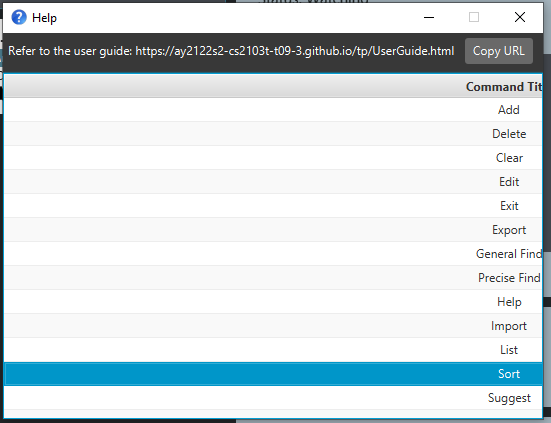 Help
Refer to the user guide: https://ay2122s2-cs2103t-t09-3.github.io/tp/UserGuide.html Copy URL
Command Tit
Add
Delete
Clear
Edit
Exit
Export
General Find
Precise Find
Help
Import
List
Sort
Suggest